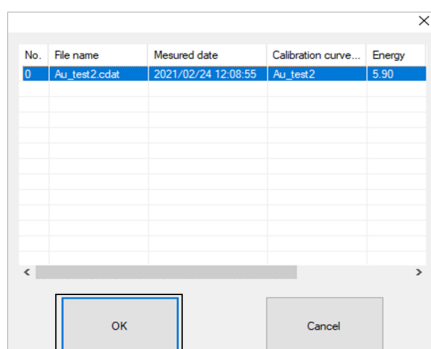 No. File name Mesured date Calibration curve... Energy
0 Au_test2.cdat 2021/02/24 12:08:55 Au_test2 5.90
OK Cancel